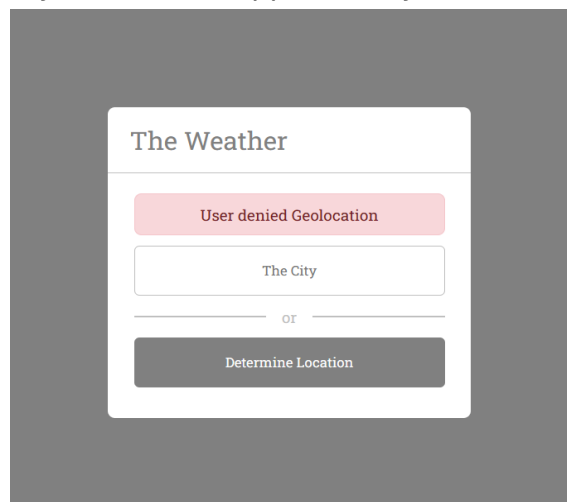 The Weather
User denied Geolocation
The City
or
Determine Location